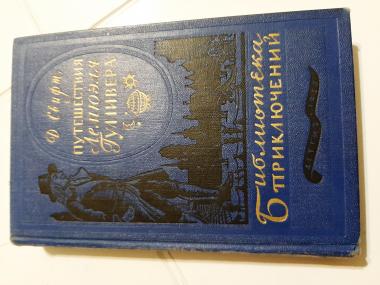 Д. Свифт
ПУТЕШЕСТВИЯ
Лемюэля
Гулливера
Библиотека
ПРИКЛЮЧЕНИЙ